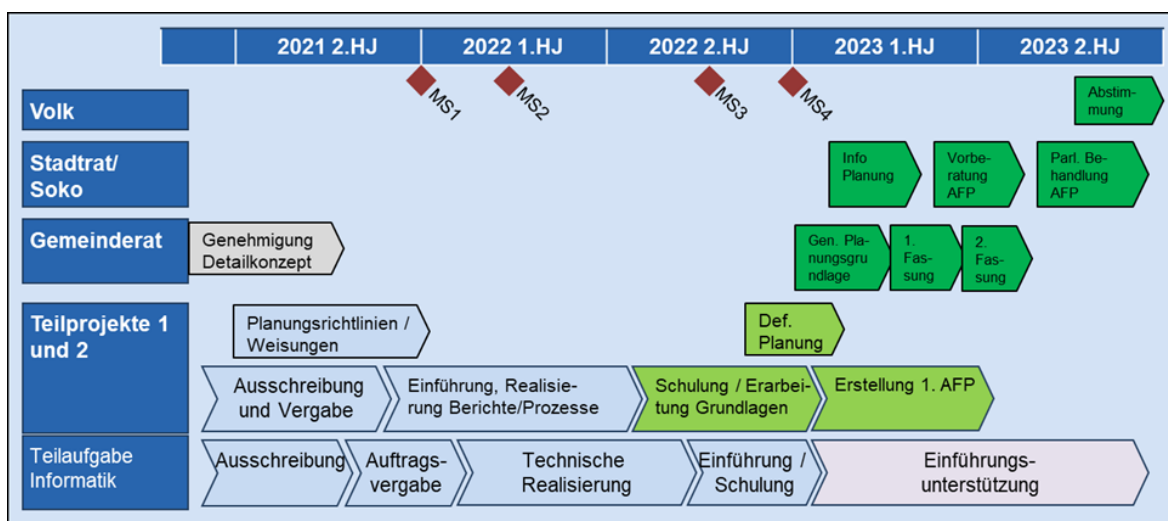 2021 2.HJ
2022 1.HJ
2022 2.HJ
2023 1.HJ
2023 2.HJ
MS1
MS2
MS3
MS4
Volk
Abstim-
mung
Stadtrat/
Soko
Info
Planung
Vorbe-
ratung
AFP
Parl. Be-
handlung
AFP
Gemeinderat
Genehmigung
Detailkonzept
Gen. Pla-
nungsgru
ndlage
1.
Fas-
sung
2.
Fas-
sung
Teilprojekte 1
und 2
Planungsrichtlinien /
Weisungen
Def.
Planung
Ausschreibung
und Vergabe
Einführung, Realisie-
rung Berichte/Prozesse
Schulung / Erarbei-
tung Grundlagen
Erstellung 1. AFP
Teilaufgabe
Informatik
Ausschreibung
Auftrags-
vergabe
Technische
Realisierung
Einführung /
Schulung
Einführungs-
unterstützung